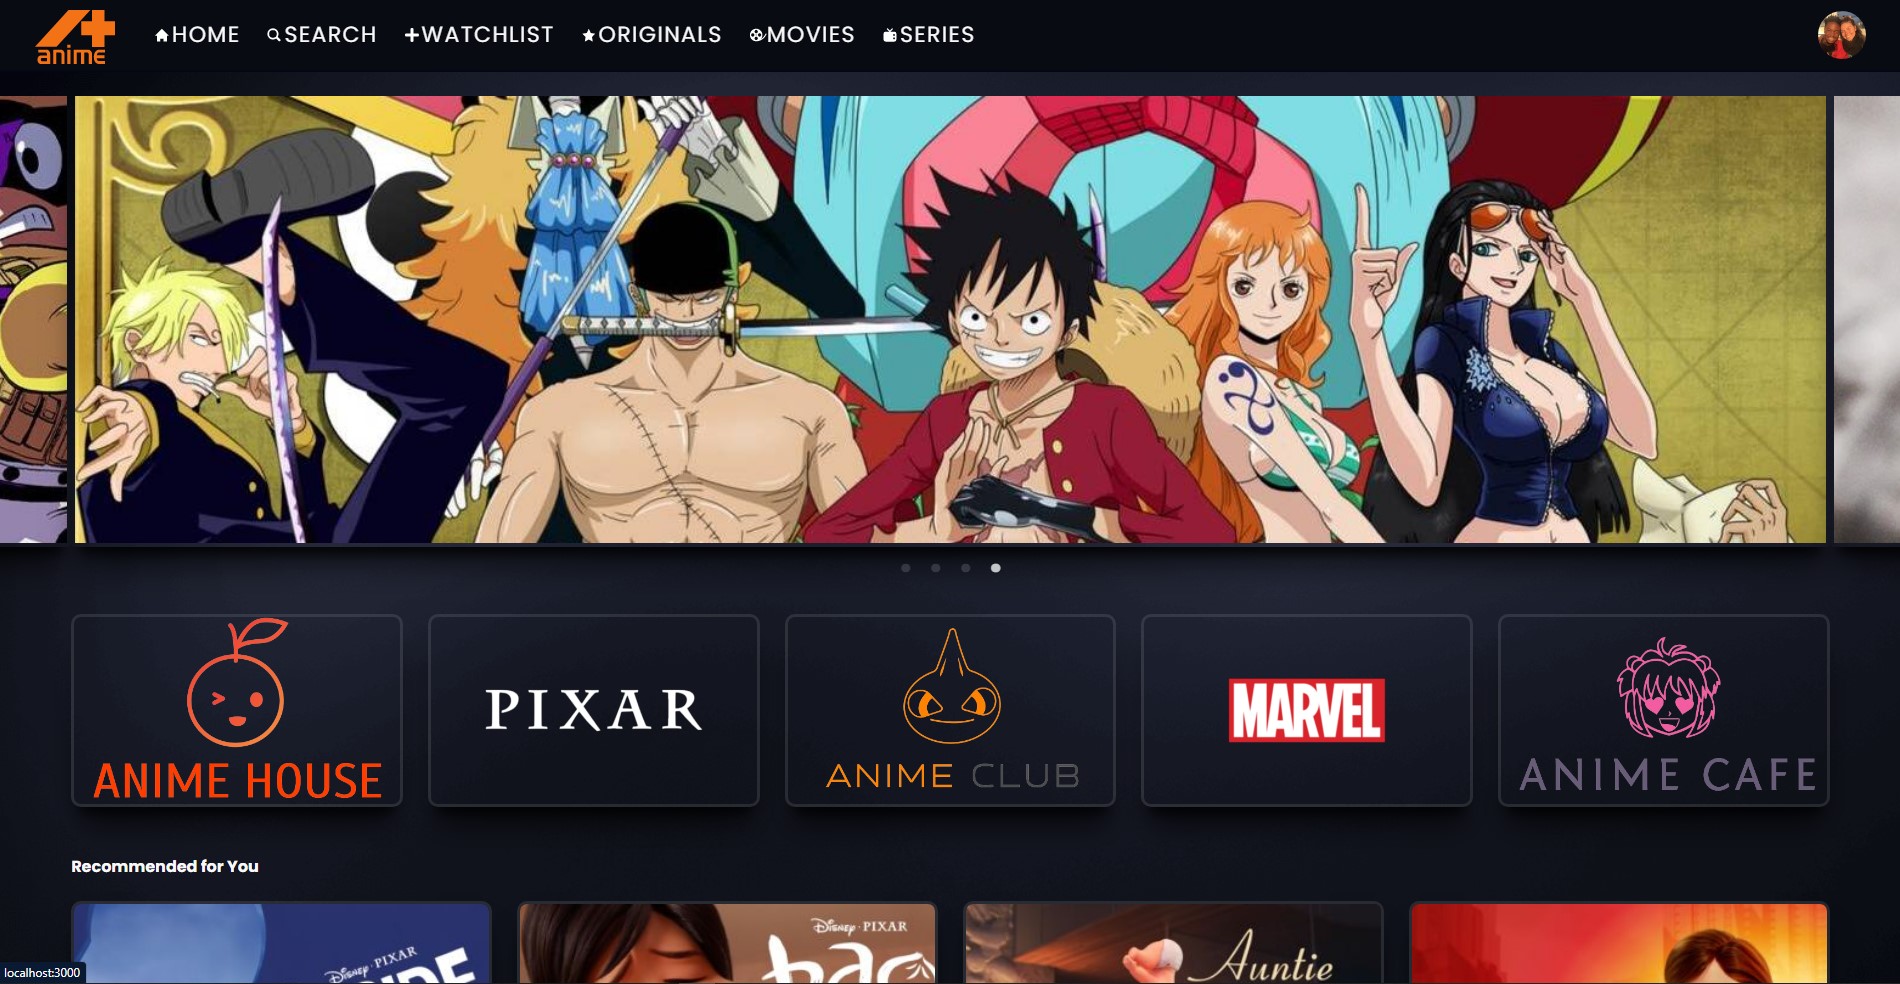 A+
anime
HOME SEARCH WATCHLIST ORIGINALS MOVIES SERIES
ANIME HOUSE
PIXAR
ANIME CLUB
MARVEL
ANIME CAFE
Recommended for You
DISNEY · PIXAR
DISNEY · PIXAR
bao
Auntie
localhost:3000